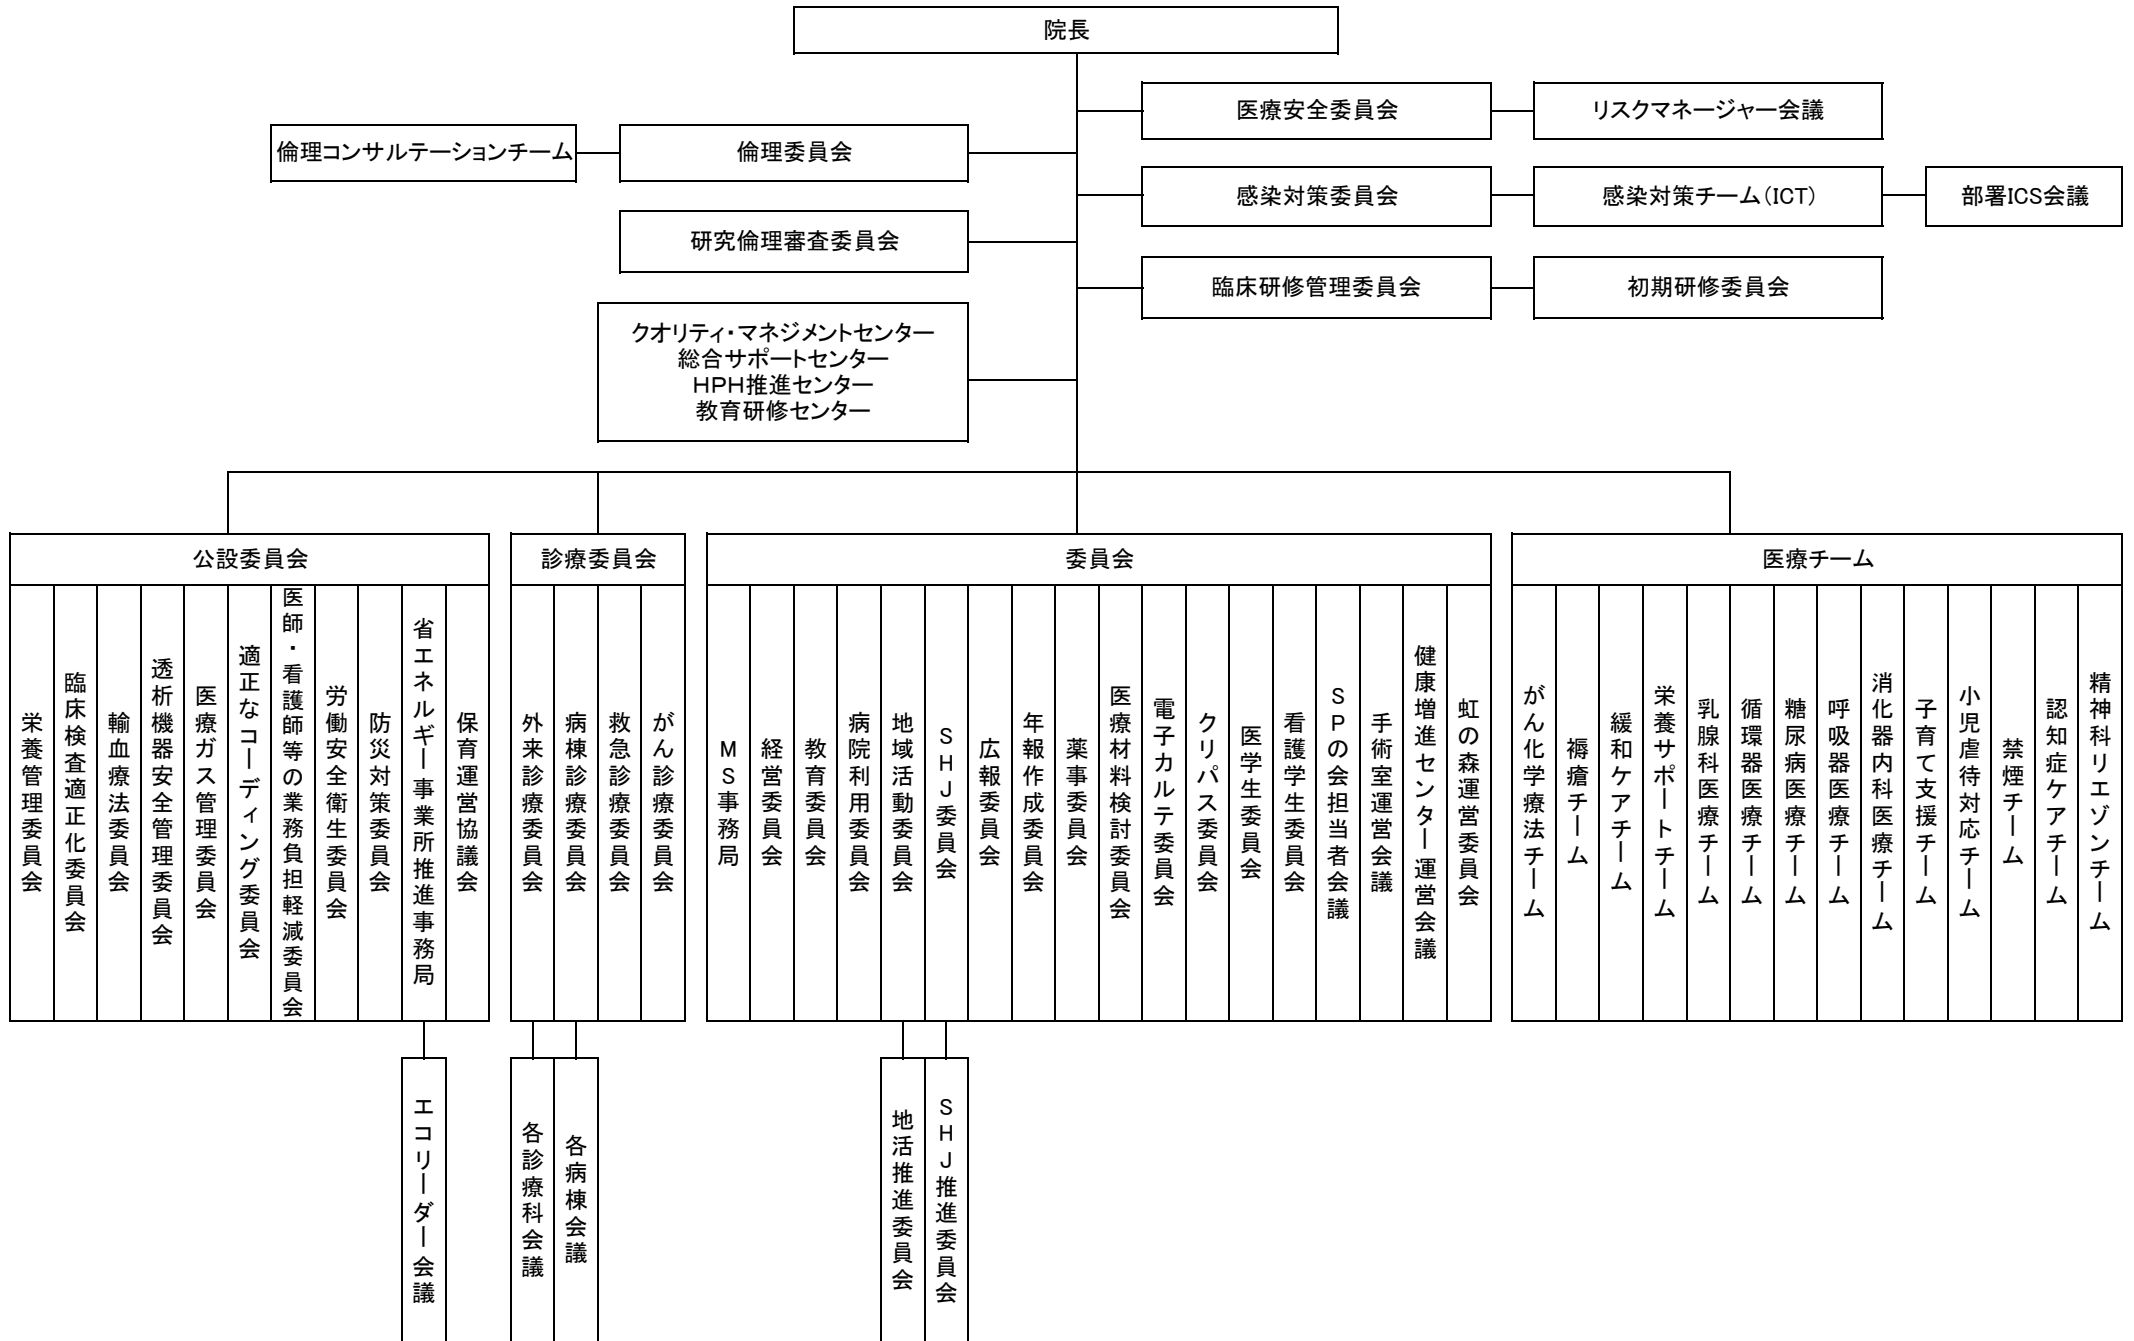 院長
医療安全委員会
リスクマネージャー会議
倫理コンサルテーションチーム
倫理委員会
感染対策委員会
感染対策チーム(ICT)
部署ICS会議
研究倫理審査委員会
臨床研修管理委員会
初期研修委員会
クオリティ・マネジメントセンター
総合サポートセンター
HPH推進センター
教育研修センター
公設委員会
栄養管理委員会
臨床検査適正化委員会
輸血療法委員会
透析機器安全管理委員会
医療ガス管理委員会
適正なコーディング委員会
医師・看護師等の業務負担軽減委員会
労働安全衛生委員会
防災対策委員会
省エネルギー事業所推進事務局
保育運営協議会
診療委員会
外来診療委員会
病棟診療委員会
救急診療委員会
がん診療委員会
委員会
MS事務局
経営委員会
教育委員会
病院利用委員会
地域活動委員会
SHJ委員会
広報委員会
年報作成委員会
薬事委員会
医療材料検討委員会
電子カルテ委員会
クリパス委員会
医学生委員会
看護学生委員会
SPの会担当者会議
手術室運営会議
健康増進センター運営会議
虹の森運営委員会
医療チーム
がん化学療法チーム
褥瘡チーム
緩和ケアチーム
栄養サポートチーム
乳腺科医療チーム
循環器医療チーム
糖尿病医療チーム
呼吸器医療チーム
消化器内科医療チーム
子育て支援チーム
小児虐待対応チーム
禁煙チーム
認知症ケアチーム
精神科リエゾンチーム
エコリーダー会議
各診療科会議
各病棟会議
地活推進委員会
SHJ推進委員会